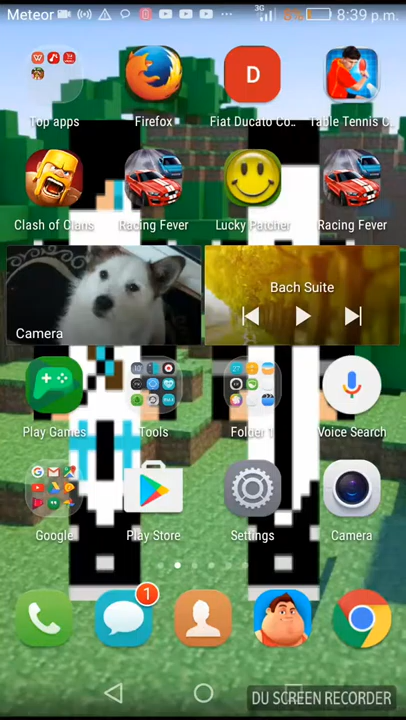 Meteor 3G 8% 8:39 p.m.
Top apps Firefox Fiat Ducato Co.. Table Tennis C.
D
Clash of Clans Racing Fever Lucky Patcher Racing Fever
Bach Suite
Camera
Play Games Tools Folder 1 Voice Search
Google Play Store Settings Camera
1
DU SCREEN RECORDER